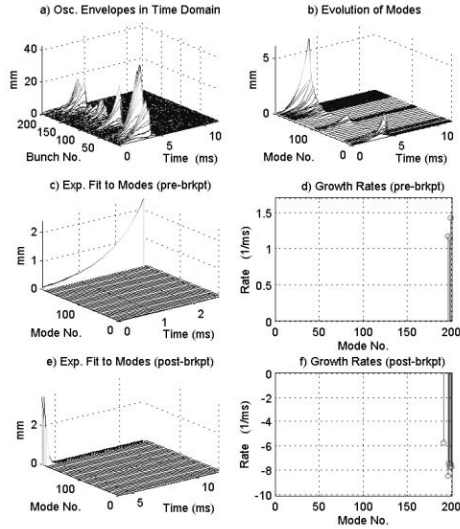 a) Osc. Envelopes in Time Domain
b) Evolution of Modes
40
20
0
mm
200
150
100
50
0
Bunch No.
0
5
10
Time (ms)
5
0
mm
100
0
Mode No.
0
5
10
Time (ms)
c) Exp. Fit to Modes (pre-brkpt)
d) Growth Rates (pre-brkpt)
2
1
0
mm
100
0
Mode No.
0
1
2
Time (ms)
1.5
1
0.5
0
Rate (1/ms)
0
50
100
150
200
Mode No.
e) Exp. Fit to Modes (post-brkpt)
f) Growth Rates (post-brkpt)
2
0
mm
100
0
Mode No.
5
10
Time (ms)
0
-2
-4
-6
-8
-10
Rate (1/ms)
0
50
100
150
200
Mode No.